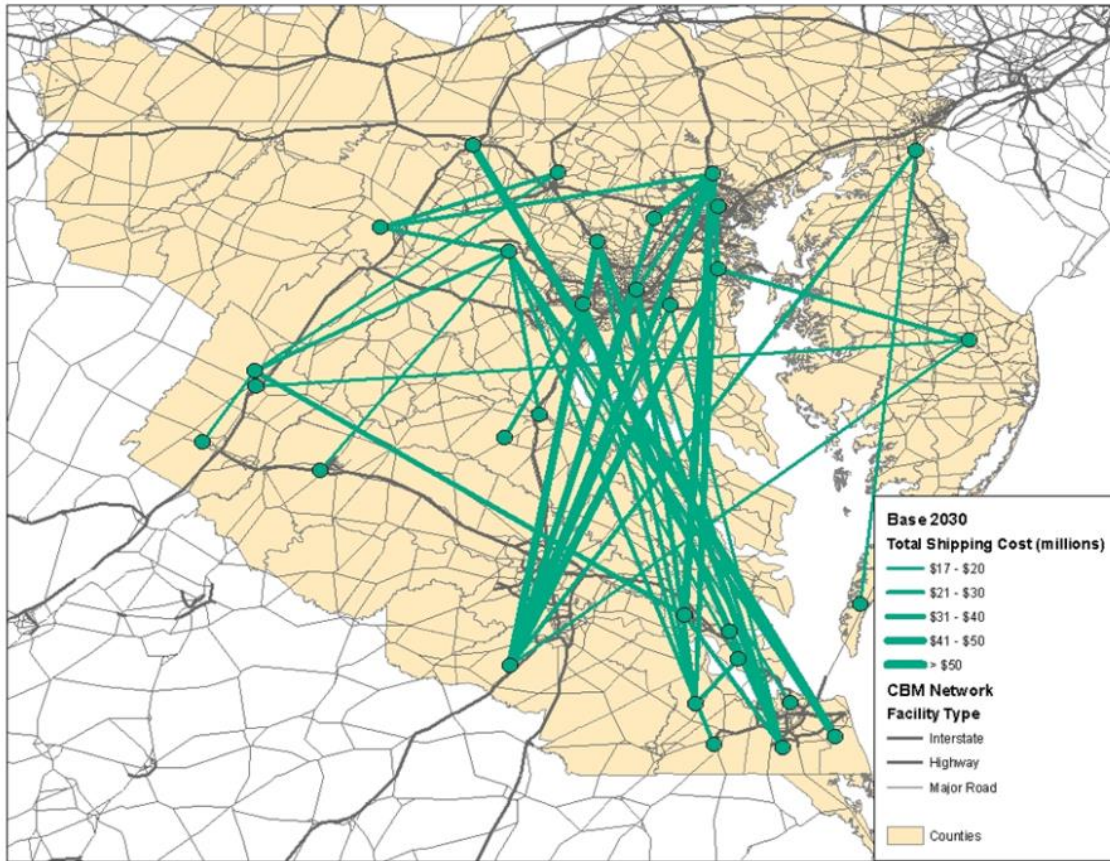 Base 2030
Total Shipping Cost (millions)
$17 - $20
$21 - $30
$31 - $40
$41 - $50
> $50
CBM Network
Facility Type
Interstate
Highway
Major Road
Counties